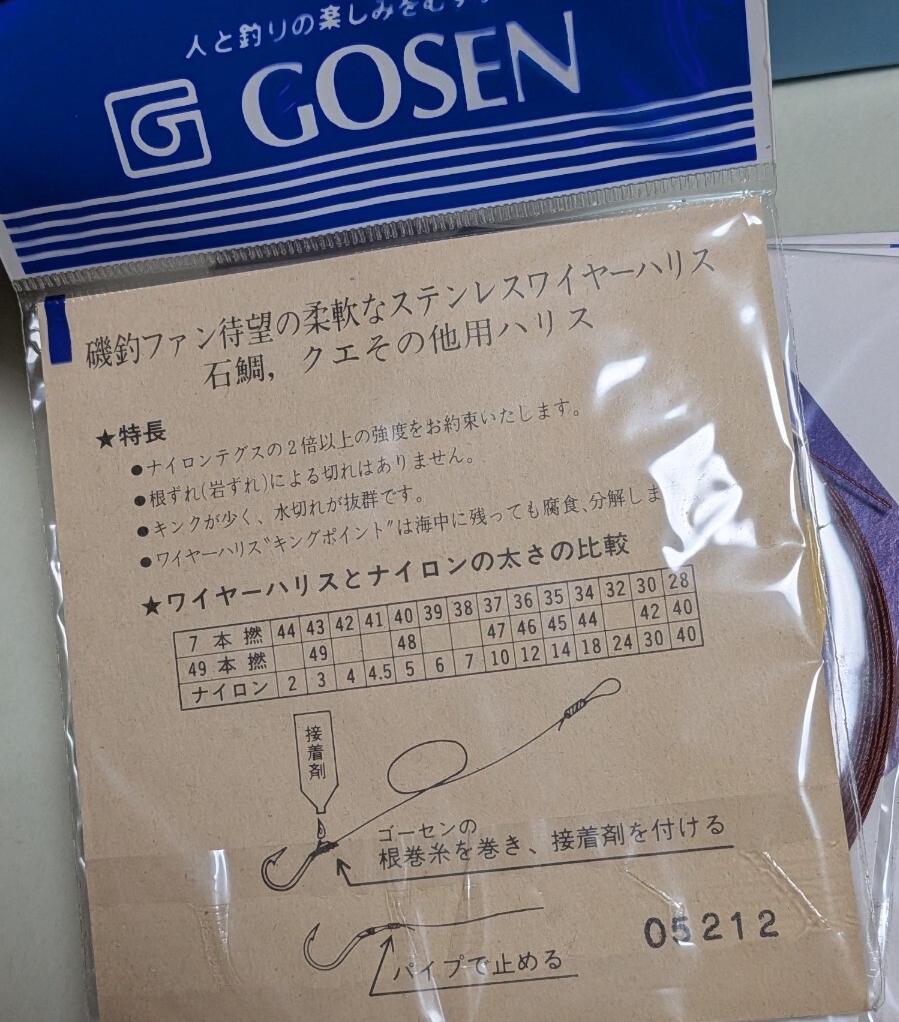 人と釣りの楽しみをむす
GOSEN
磯釣ファン待望の柔軟なステンレスワイヤーハリス
石鯛，クエその他用ハリス
★特長
●ナイロンテグスの2倍以上の強度をお約束いたします。
●根ずれ(岩ずれ)による切れはありません。
●キンクが少く、水切れが抜群です。
●ワイヤーハリス〝キングポイント〟は海中に残っても腐食、分解しま
★ワイヤーハリスとナイロンの太さの比較
7本撚 44 43 42 41 40 39 38 37 36 35 34 32 30 28
49本撚 49 48 47 46 45 44 42 40
ナイロン 2 3 4 4.5 5 6 7 10 12 14 18 24 30 40
接着剤
ゴーセンの
根巻糸を巻き、接着剤を付ける
05212
パイプで止める